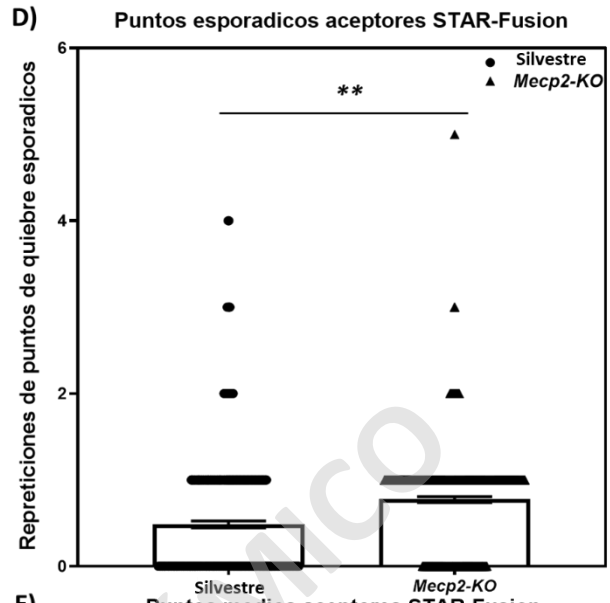 D)
Puntos esporadicos aceptores STAR-Fusion
Silvestre
Mecp2-KO
**
Repreticiones de puntos de quiebre esporadicos
6
4
2
0
Silvestre
Mecp2-KO
MICO